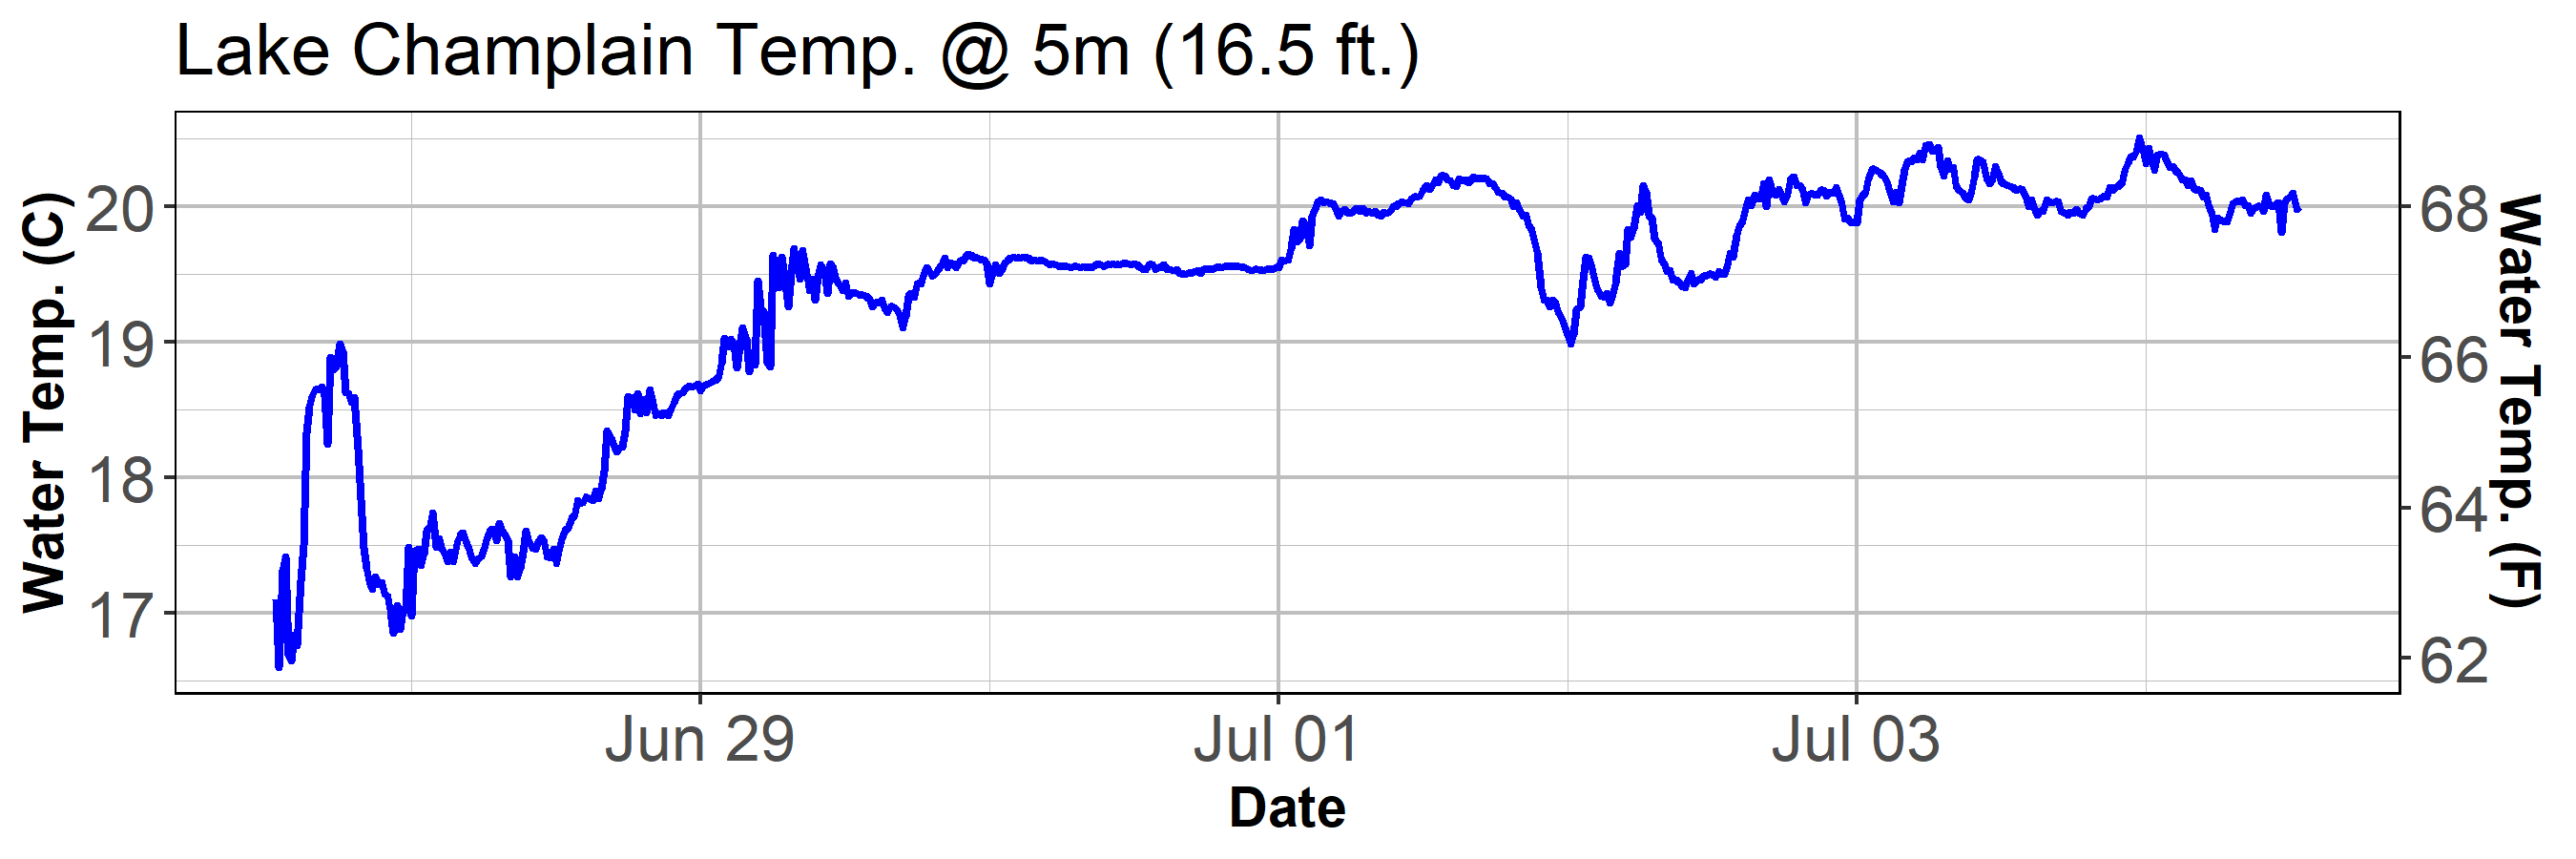 Lake Champlain Temp. @ 5m (16.5 ft.)
Water Temp. (C)
20
19
18
17
68
66
64
62
Water Temp. (F)
Jun 29
Jul 01
Jul 03
Date